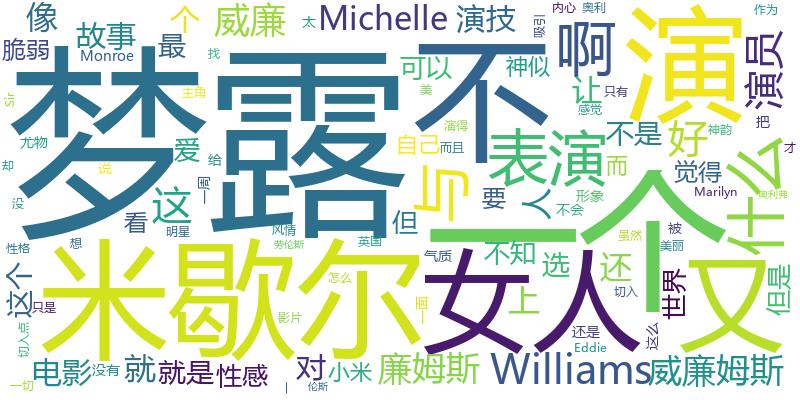 像 个 威廉 太 Michelle 演技 内心 奥利 作为
脆弱 故事 最 Monroe 找 吸引 啊 演 演员
Sir 主角 可以 神似 让 只有 美 感觉
梦露 不 演得 而且 不是 好 神韵 把
尤物 爱 给 自己 表演 而 觉得 却 才
没 说 一周 与 要 人 形象 Marilyn 奥利弗
这 看 但 一个 不会 什么
性格 想 明星 风情 劳伦斯 英国 虽然 被 美丽
米歇尔 女人 又 不知 选 还 气质 世界 但是
这个 只是 怎么 上 一面 切入
切入点 影片 还是 Eddie 这么
电影 没有 就 就是 性感 对 小米 廉姆斯 Williams 威廉姆斯
一切 伦斯